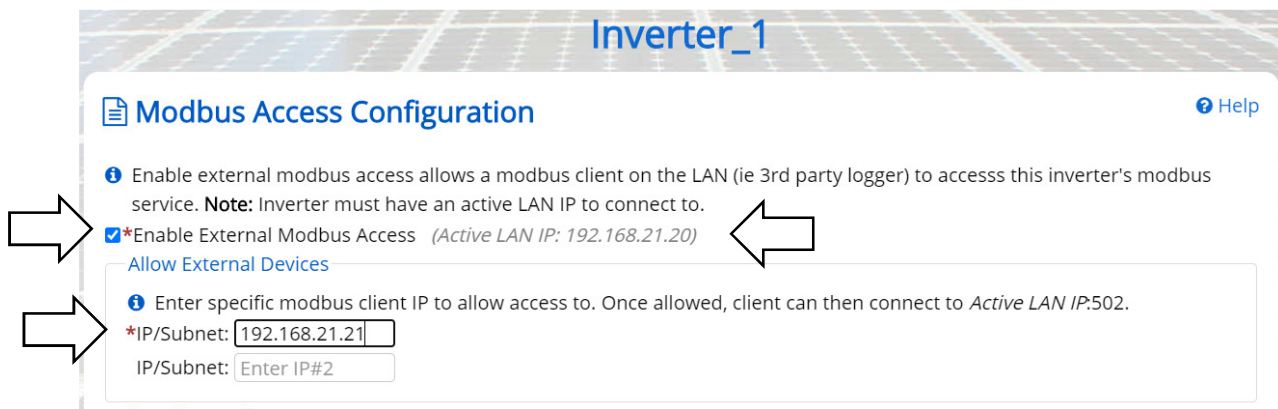 Inverter_1
Modbus Access Configuration
Help
Enable external modbus access allows a modbus client on the LAN (ie 3rd party logger) to accesss this inverter's modbus
service. Note: Inverter must have an active LAN IP to connect to.
*Enable External Modbus Access (Active LAN IP: 192.168.21.20)
Allow External Devices
Enter specific modbus client IP to allow access to. Once allowed, client can then connect to Active LAN IP:502.
*IP/Subnet: 192.168.21.21
IP/Subnet: Enter IP#2